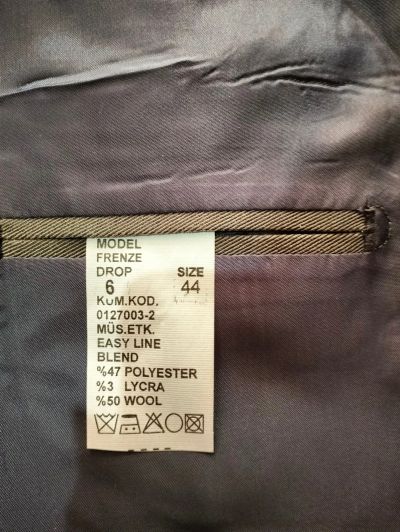 MODEL
FRENZE
DROP SIZE
6 44
KUM.KOD.
0127003-2
MÜS.ETK.
EASY LINE
BLEND
%47 POLYESTER
%3 LYCRA
%50 WOOL